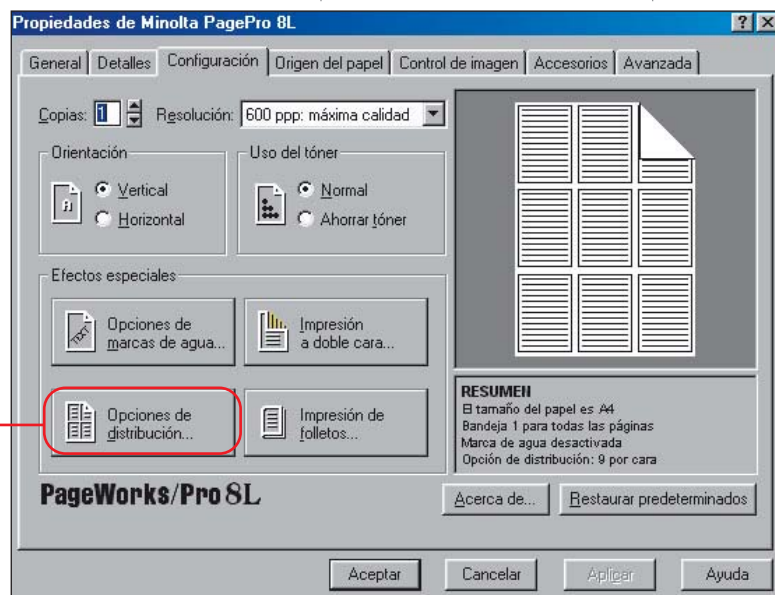 Propiedades de Minolta PagePro 8L
General Detalles Configuración Origen del papel Control de imagen Accesorios Avanzada
Copias: 1 Resolución: 600 ppp: máxima calidad
Orientación
Vertical
Horizontal
Uso del tóner
Normal
Ahorrar tóner
Efectos especiales
Opciones de
marcas de agua...
Impresión
a doble cara...
Opciones de
distribución...
Impresión de
folletos...
RESUMEN
El tamaño del papel es A4
Bandeja 1 para todas las páginas
Marca de agua desactivada
Opción de distribución: 9 por cara
PageWorks/Pro 8L
Acerca de... Restaurar predeterminados
Aceptar Cancelar Aplicar Ayuda